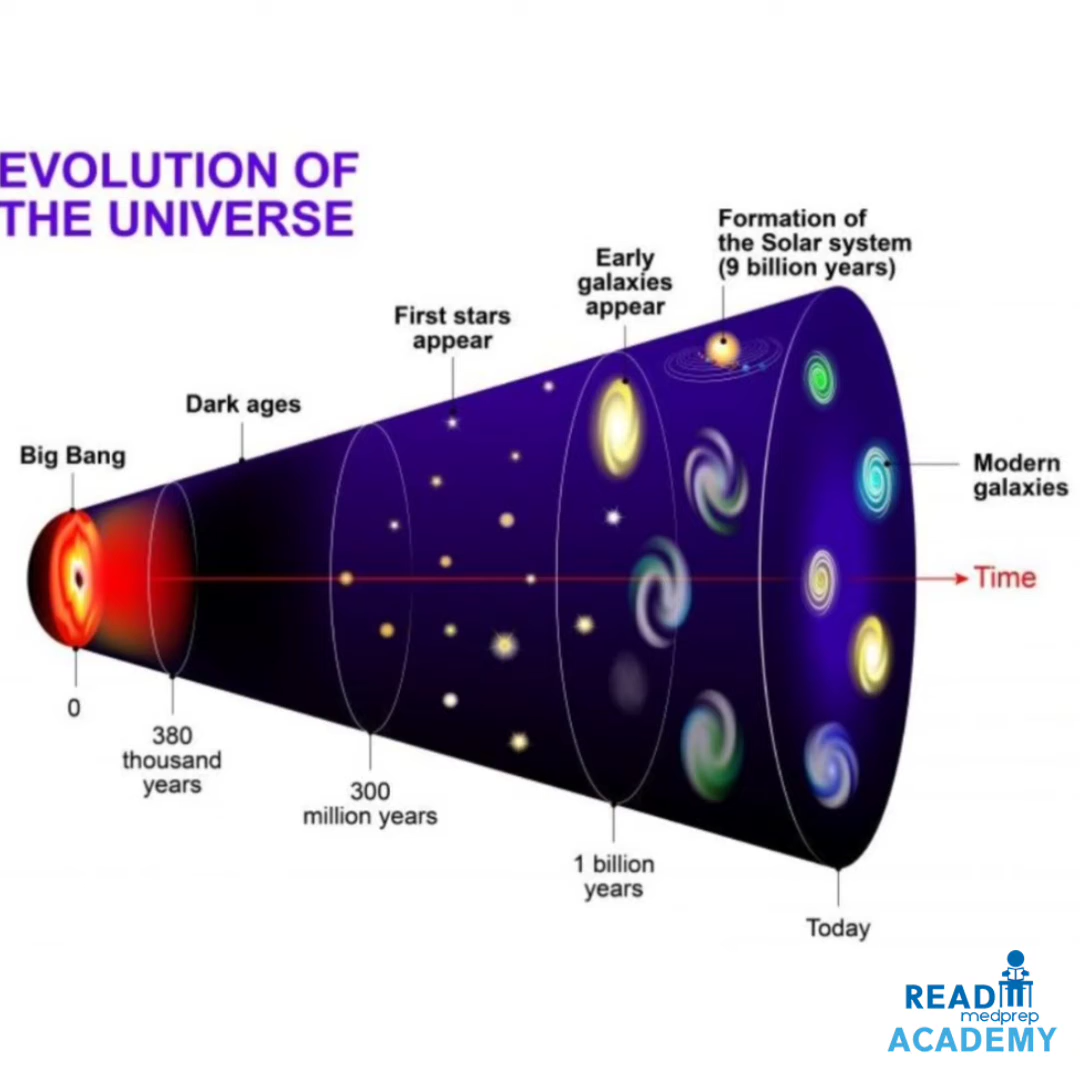 EVOLUTION OF
THE UNIVERSE
Formation of
the Solar system
(9 billion years)
Early
galaxies
appear
First stars
appear
Dark ages
Big Bang
Modern
galaxies
Time
0
380
thousand
years
300
million years
1 billion
years
Today
READ
medprep
ACADEMY